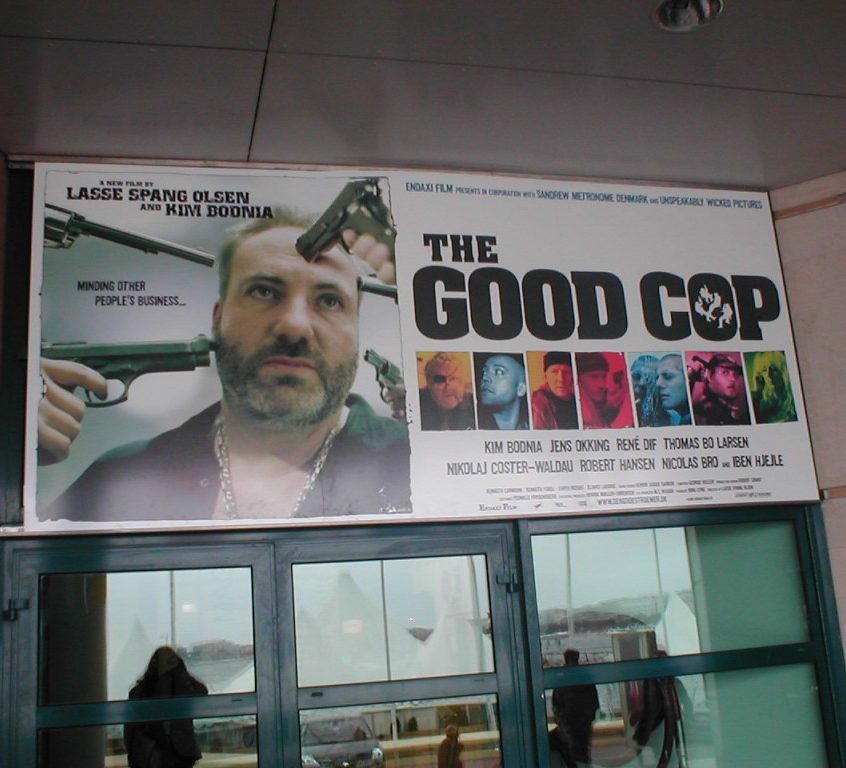 A NEW FILM BY
LASSE SPANG OLSEN
AND KIM BODNIA
MINDING OTHER
PEOPLE'S BUSINESS...
ENDAXI FILM PRESENTS IN CORPORATION WITH SANDREW METRONOME DENMARK AND UNSPEAKABLY WICKED PICTURES
THE
GOOD COP
KIM BODNIA JENS OKKING RENÉ DIF THOMAS BO LARSEN
NIKOLAJ COSTER-WALDAU ROBERT HANSEN NICOLAS BRO AND IBEN HJEJLE
ENDAXI FILM